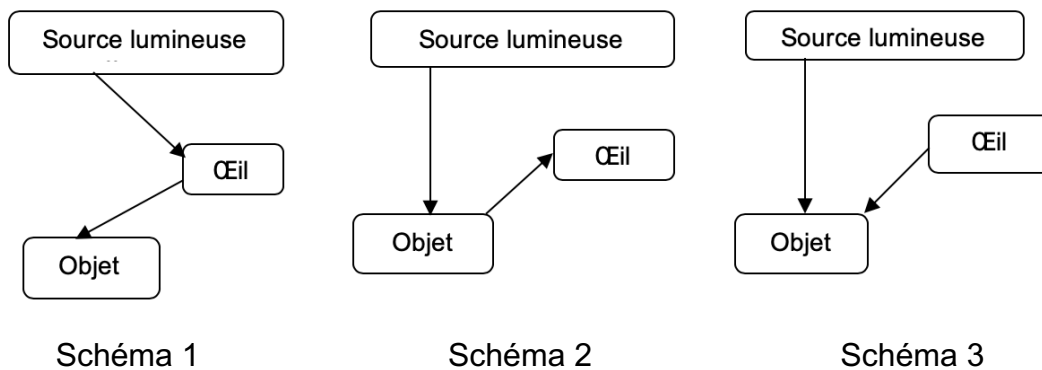 Source lumineuse
Œil
Objet
Schéma 1
Source lumineuse
Œil
Objet
Schéma 2
Source lumineuse
Œil
Objet
Schéma 3